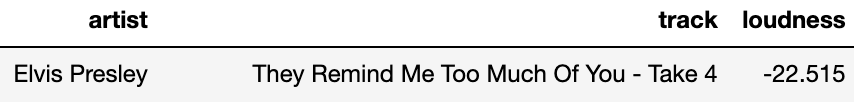 artist track loudness
Elvis Presley They Remind Me Too Much Of You - Take 4 -22.515